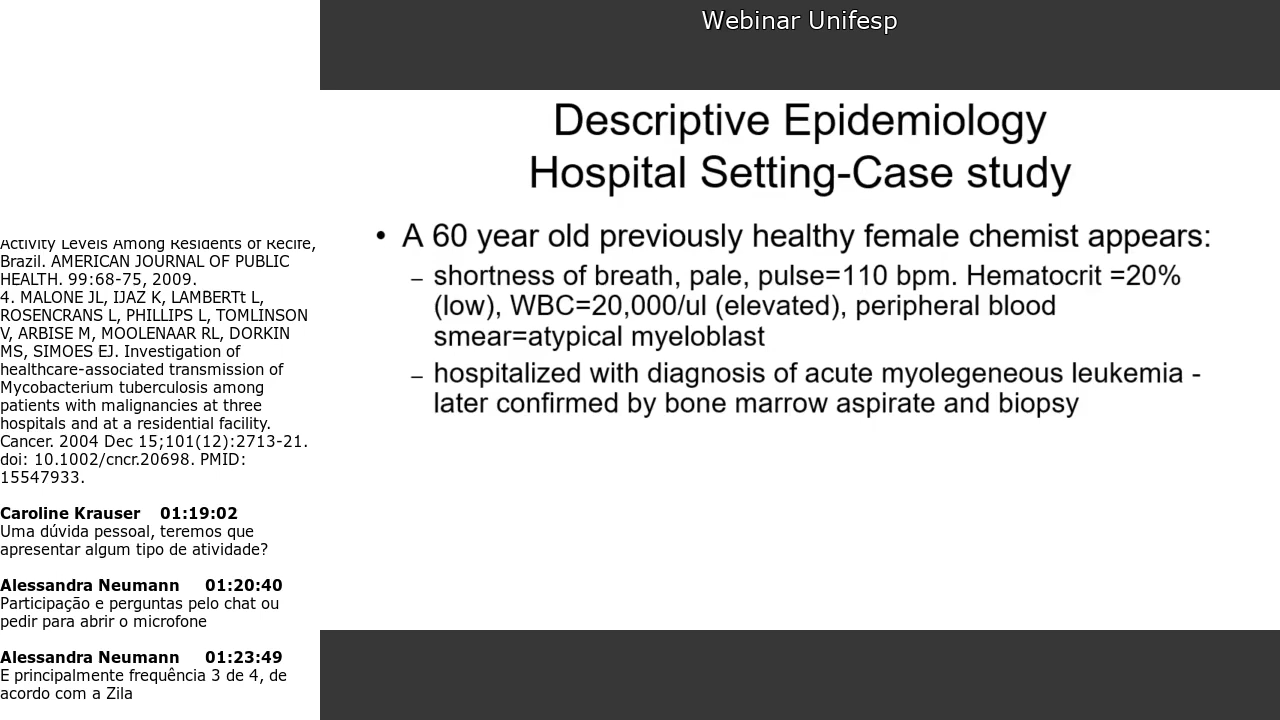 Webinar Unifesp
Descriptive Epidemiology
Hospital Setting-Case study
• A 60 year old previously healthy female chemist appears:
– shortness of breath, pale, pulse=110 bpm. Hematocrit =20%
(low), WBC=20,000/ul (elevated), peripheral blood
smear=atypical myeloblast
– hospitalized with diagnosis of acute myolegeneous leukemia -
later confirmed by bone marrow aspirate and biopsy
Activity Levels Among Residents of Recife,
Brazil. AMERICAN JOURNAL OF PUBLIC
HEALTH. 99:68-75, 2009.
4. MALONE JL, IJAZ K, LAMBERTt L,
ROSENCRANS L, PHILLIPS L, TOMLINSON
V, ARBISE M, MOOLENAAR RL, DORKIN
MS, SIMOES EJ. Investigation of
healthcare-associated transmission of
Mycobacterium tuberculosis among
patients with malignancies at three
hospitals and at a residential facility.
Cancer. 2004 Dec 15;101(12):2713-21.
doi: 10.1002/cncr.20698. PMID:
15547933.
Caroline Krauser 01:19:02
Uma dúvida pessoal, teremos que
apresentar algum tipo de atividade?
Alessandra Neumann 01:20:40
Participação e perguntas pelo chat ou
pedir para abrir o microfone
Alessandra Neumann 01:23:49
E principalmente frequência 3 de 4, de
acordo com a Zila